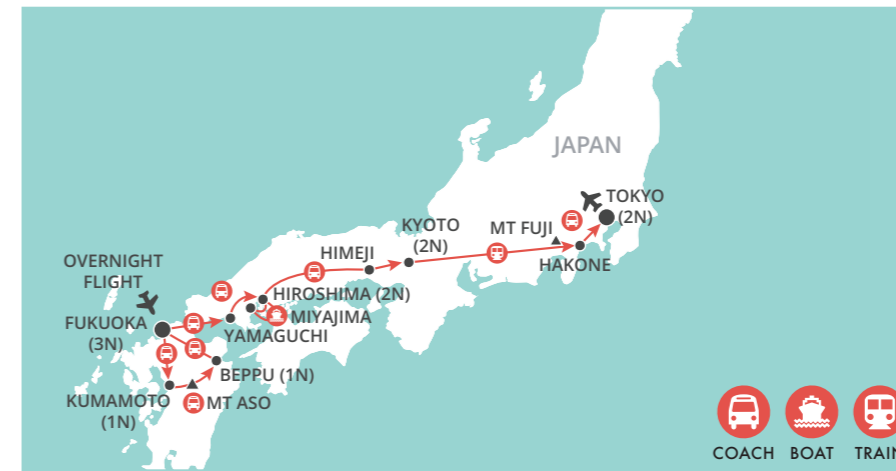 JAPAN
TOKYO
(2N)
KYOTO
(2N)
MT FUJI
HIMEJI
HAKONE
OVERNIGHT
FLIGHT
HIROSHIMA (2N)
MIYAJIMA
FUKUOKA
(3N)
YAMAGUCHI
BEPPU (1N)
KUMAMOTO
(1N)
MT ASO
COACH BOAT TRAIN